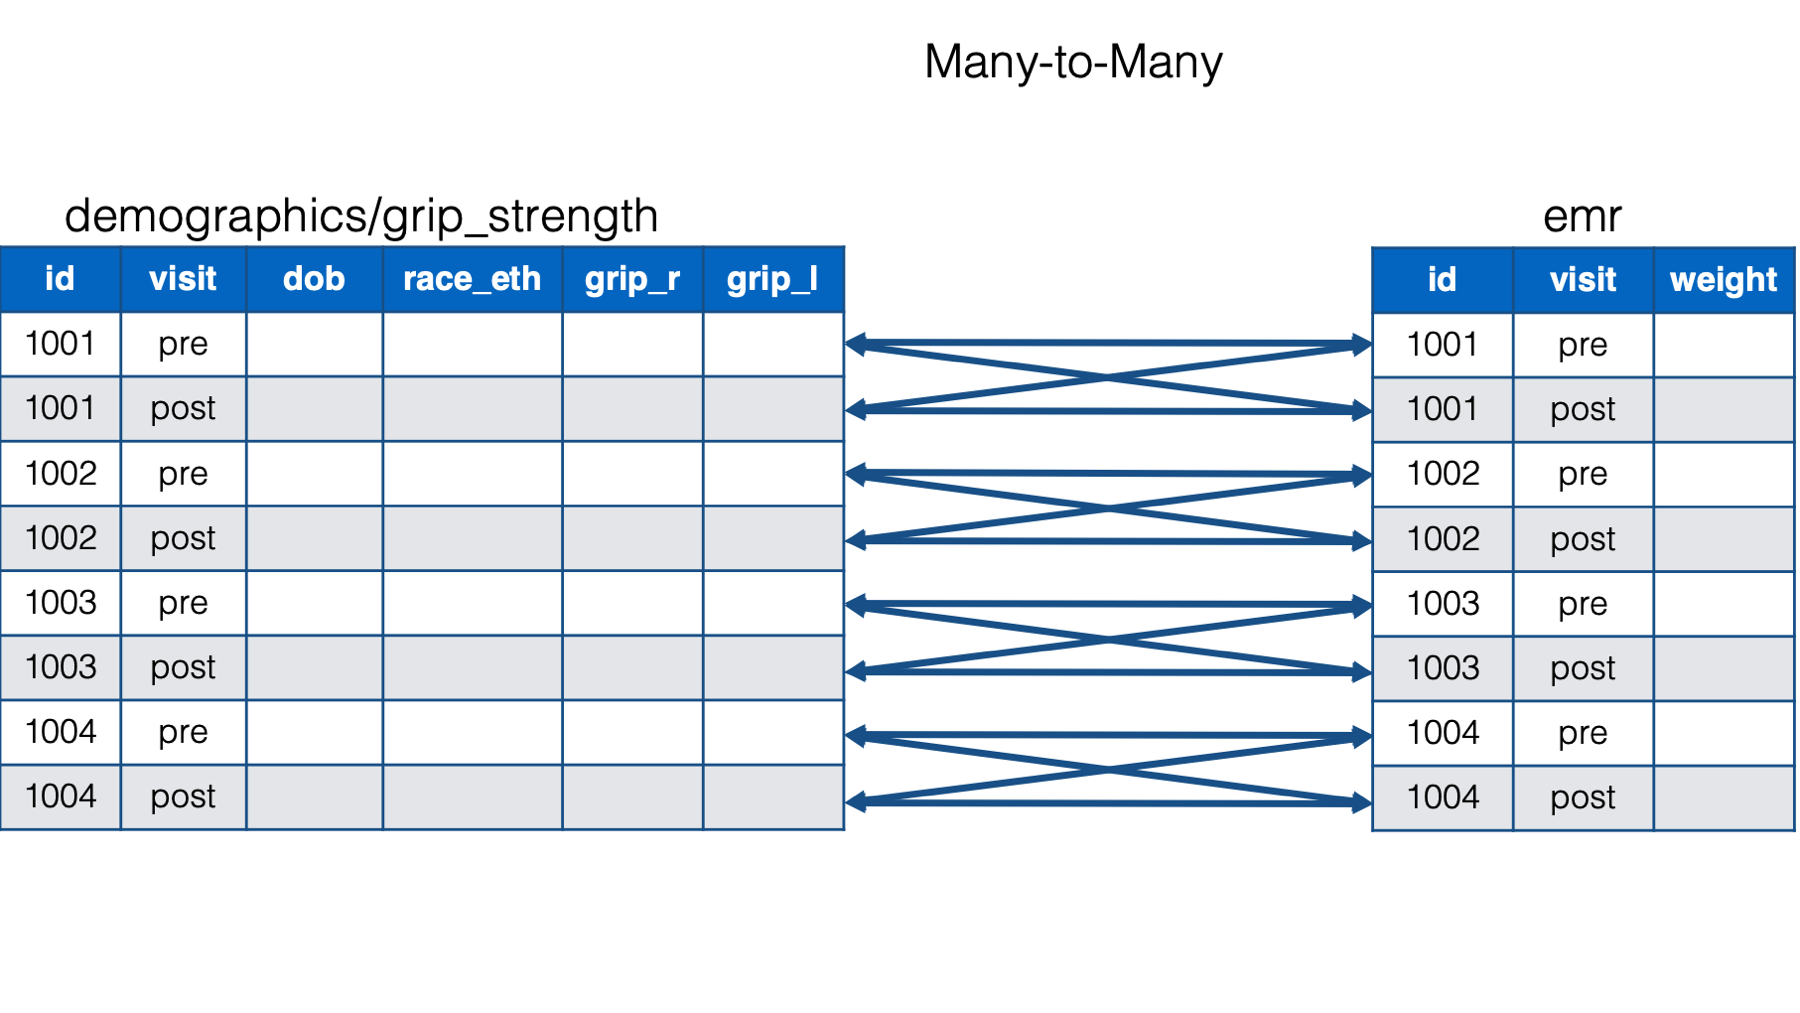 Many-to-Many
demographics/grip_strength
id visit dob race_eth grip_r grip_l
1001 pre
1001 post
1002 pre
1002 post
1003 pre
1003 post
1004 pre
1004 post
emr
id visit weight
1001 pre
1001 post
1002 pre
1002 post
1003 pre
1003 post
1004 pre
1004 post